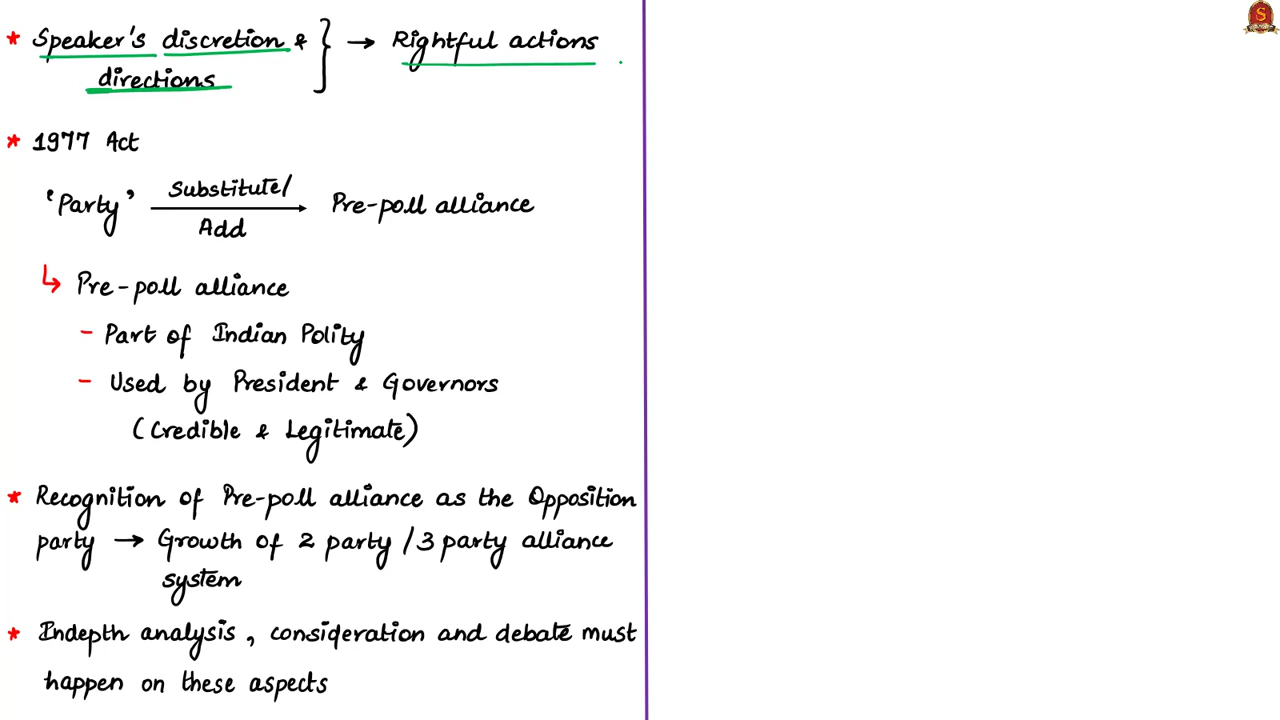 * Speaker's discretion & } → Rightful actions
directions
* 1977 Act
'Party' Substitute/ Add → Pre-poll alliance
↳ Pre-poll alliance
- Part of Indian Polity
- Used by President & Governors
(Credible & Legitimate)
* Recognition of Pre-poll alliance as the Opposition
party → Growth of 2 party / 3 party alliance
system
* Indepth analysis, consideration and debate must
happen on these aspects
S